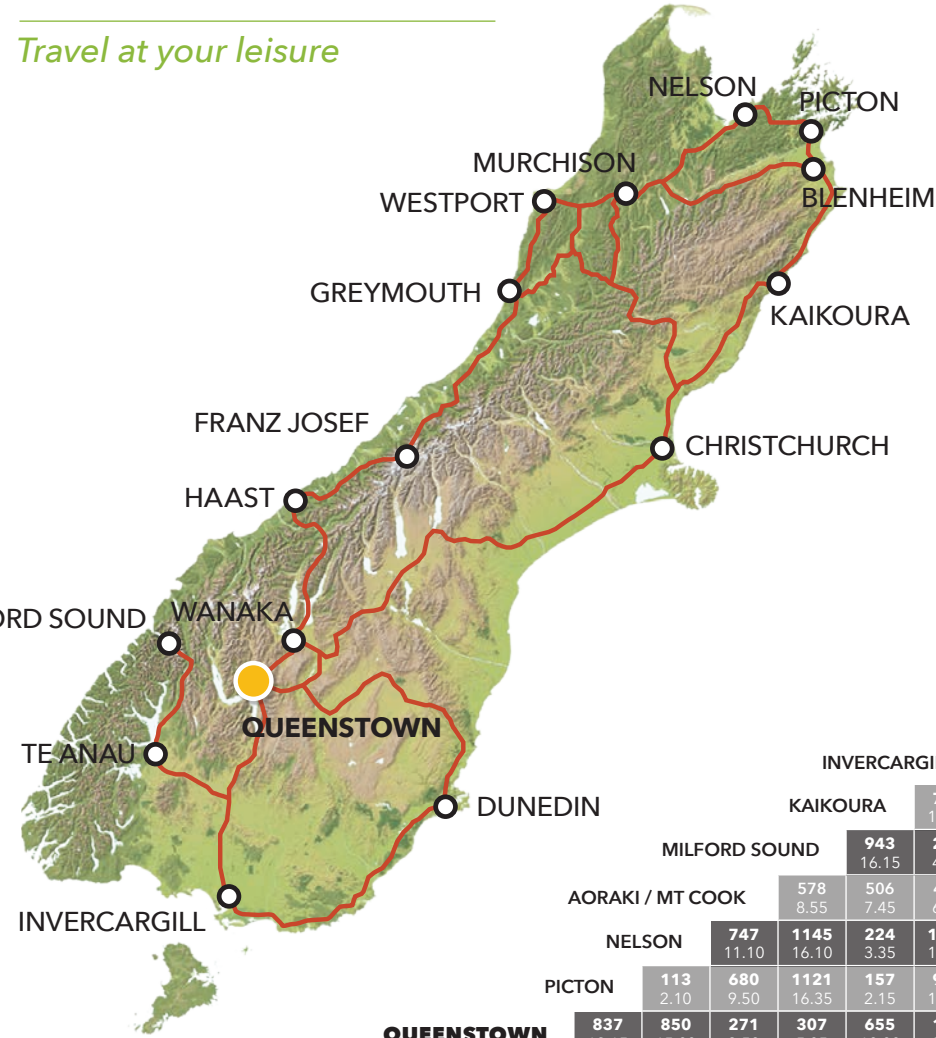 Travel at your leisure
NELSON
PICTON
MURCHISON
WESTPORT
BLENHEIM
GREYMOUTH
KAIKOURA
FRANZ JOSEF
CHRISTCHURCH
HAAST
WANAKA
SOUND
QUEENSTOWN
TE ANAU
DUNEDIN
INVERCARGILL
KAIKOURA
MILFORD SOUND 943
16.15
AORAKI / MT COOK 578 506
8.55 7.45
NELSON 747 1145 224
11.10 16.10 3.35
PICTON 113 680 1121 157
2.10 9.50 16.35 2.15
QUEENSTOWN 837 850 271 307 655